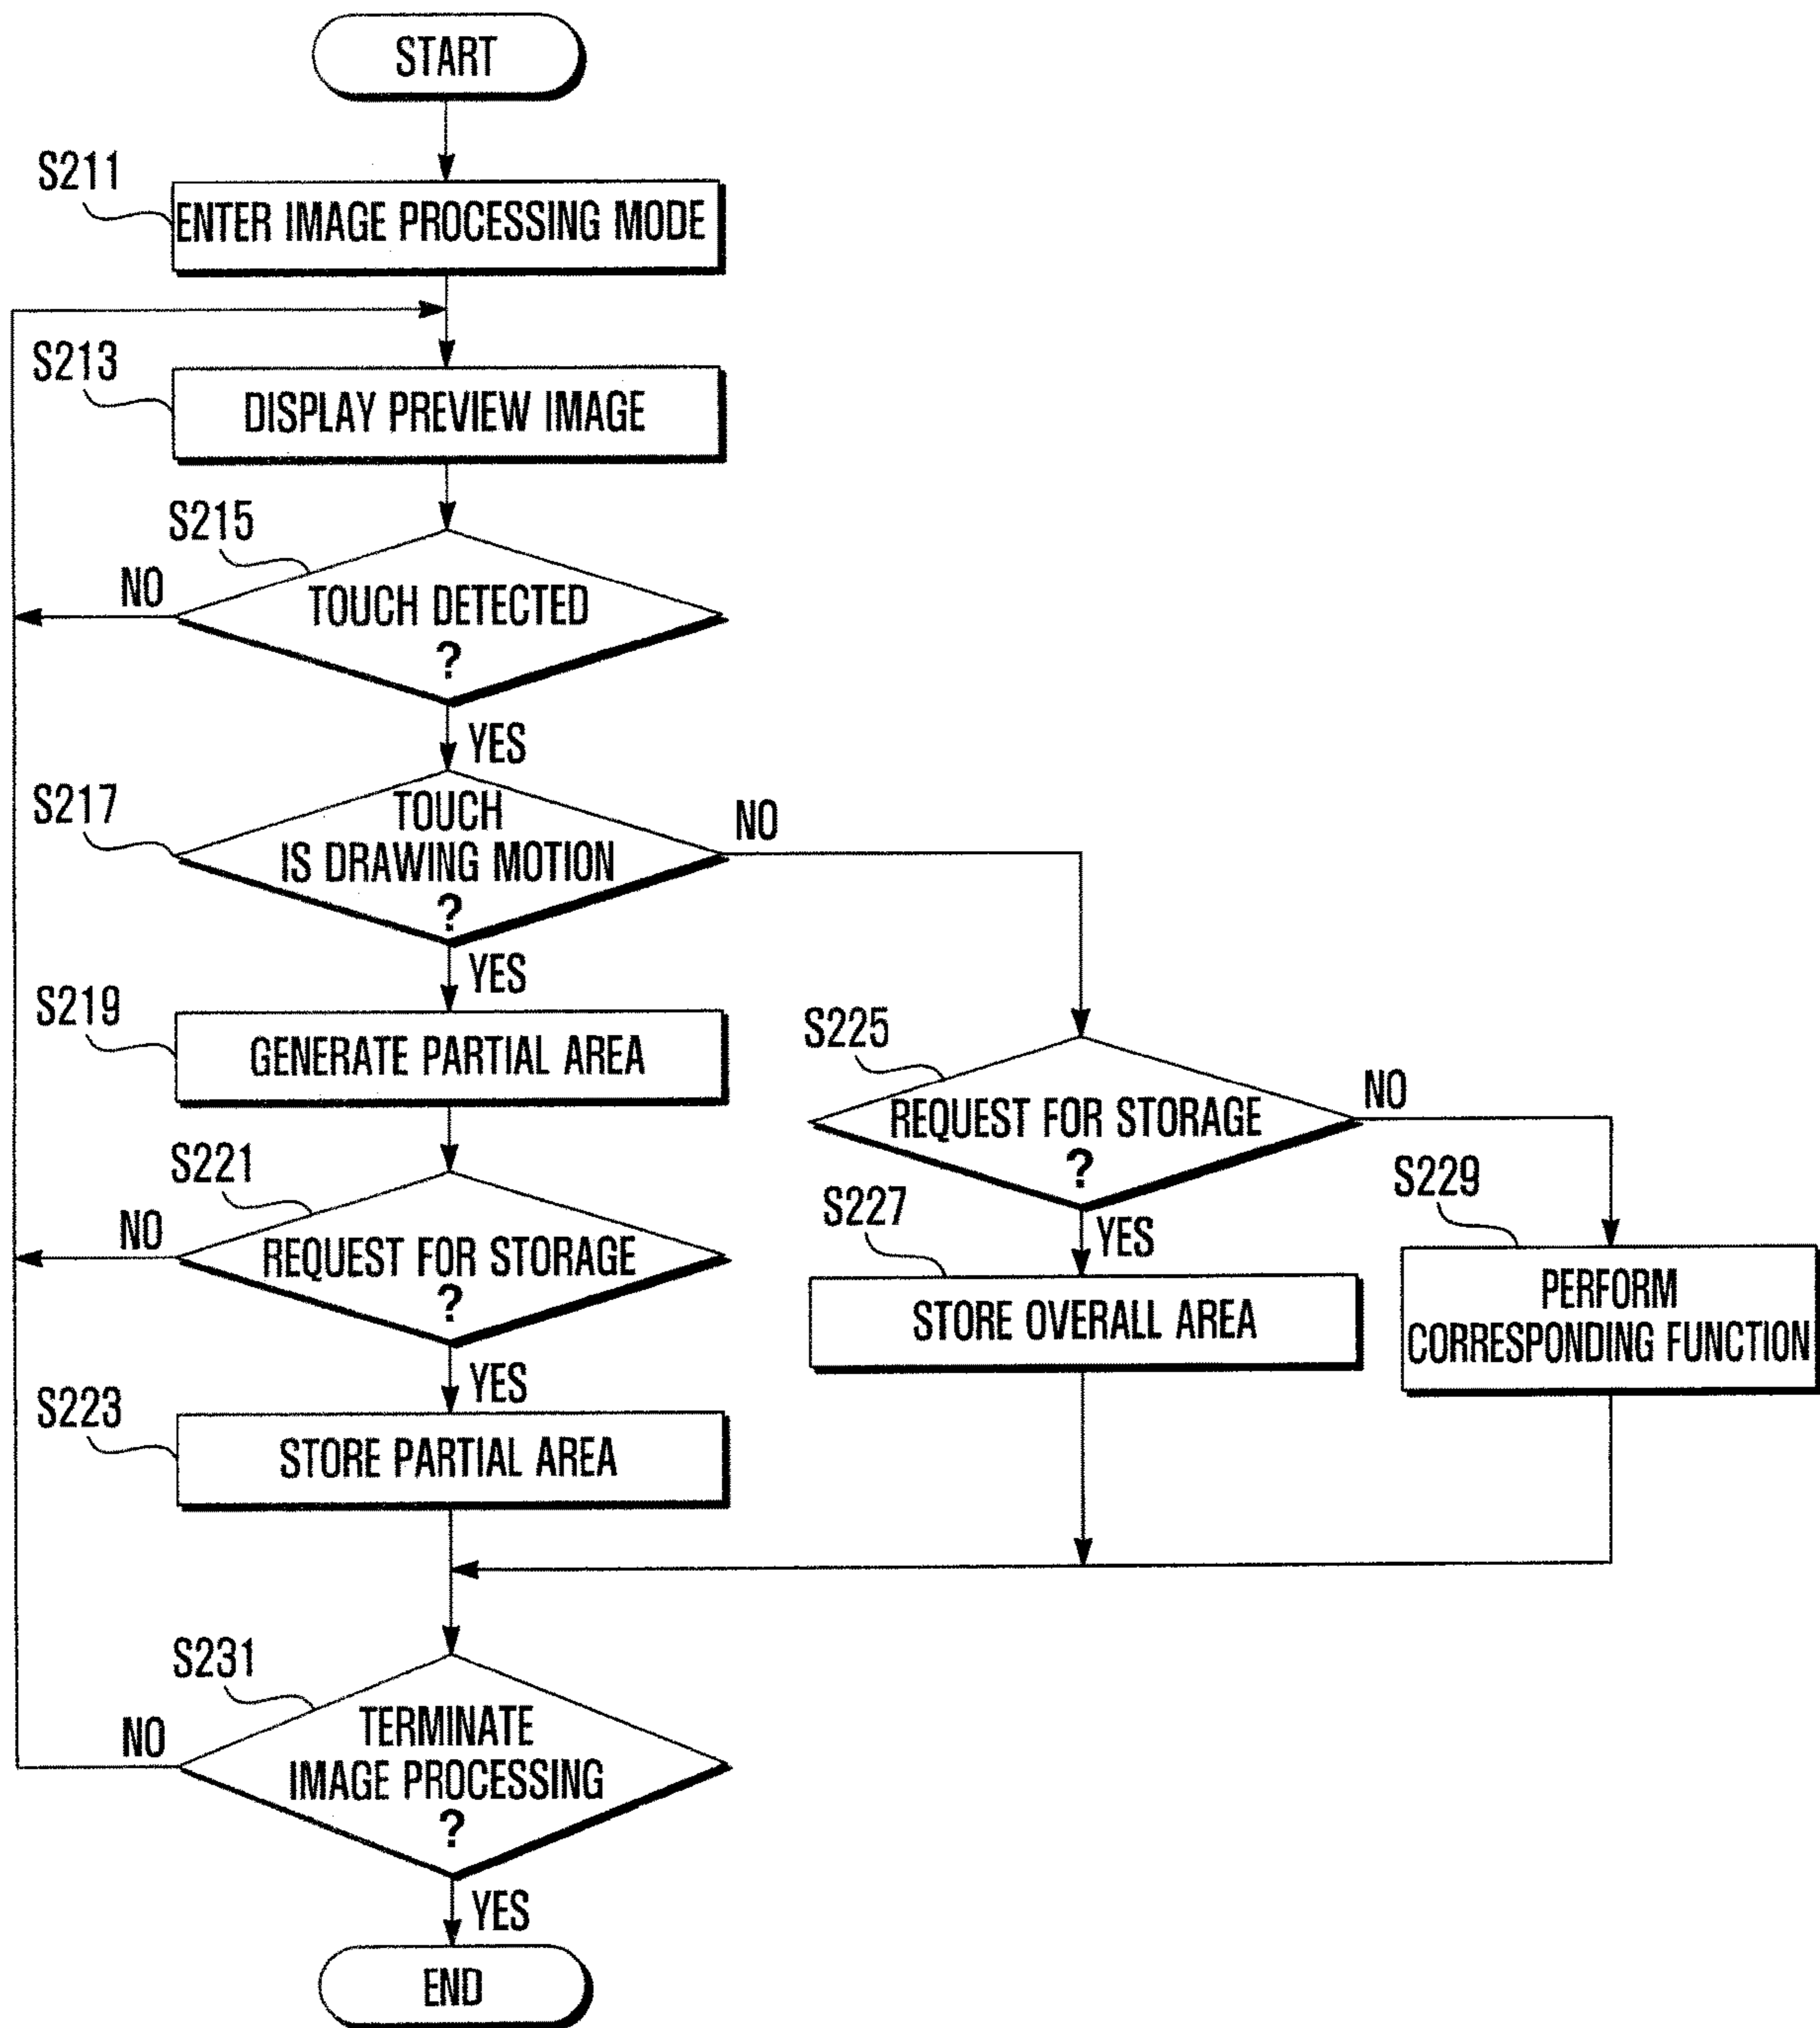 START
S211
ENTER IMAGE PROCESSING MODE
S213
DISPLAY PREVIEW IMAGE
S215
NO
TOUCH DETECTED
?
YES
S217
TOUCH
IS DRAWING MOTION
?
NO
YES
S219
GENERATE PARTIAL AREA
S221
NO
REQUEST FOR STORAGE
?
YES
S223
STORE PARTIAL AREA
S225
REQUEST FOR STORAGE
?
NO
YES
S227
STORE OVERALL AREA
S229
PERFORM
CORRESPONDING FUNCTION
S231
NO
TERMINATE
IMAGE PROCESSING
?
YES
END